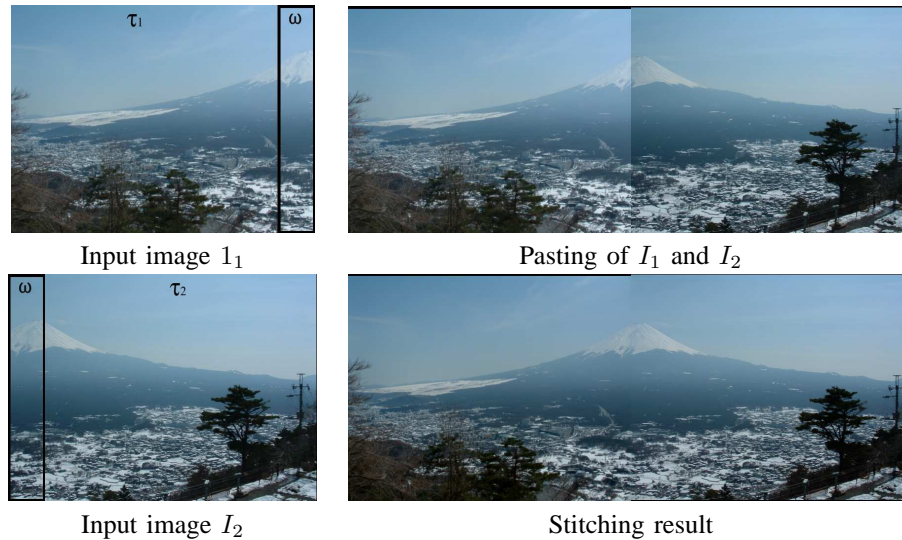 τ₁ ω
Input image 1₁
Pasting of I₁ and I₂
ω τ₂
Input image I₂
Stitching result